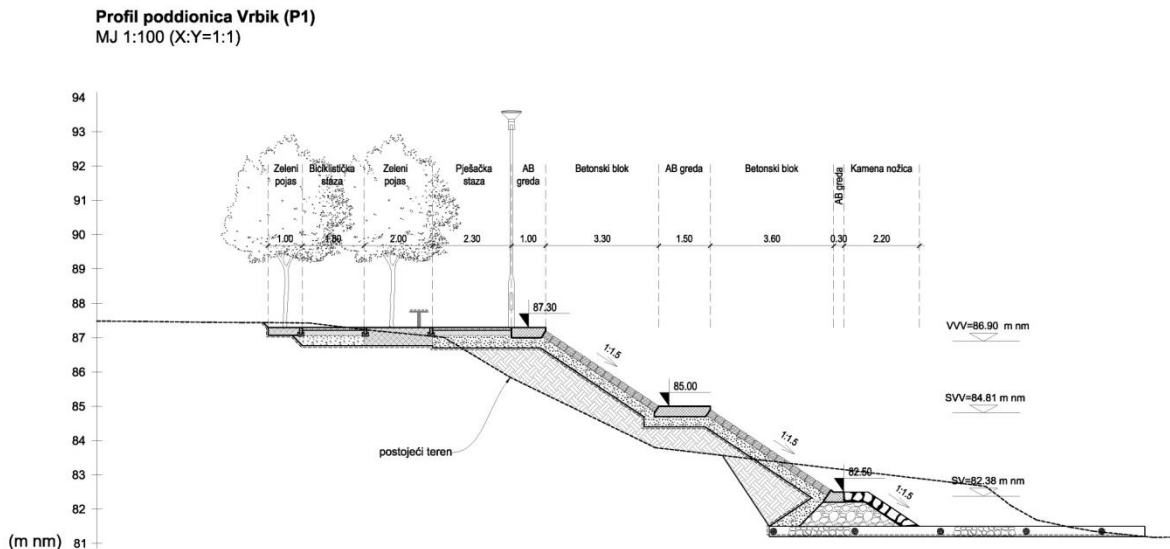 Profil poddionica Vrbik (P1)
MJ 1:100 (X:Y=1:1)
94
93
92
91
90
89
88
87
86
85
84
83
82
81
(m nm)
Zeleni pojas
Biciklistička staza
Zeleni pojas
Pješačka staza
AB greda
Betonski blok
AB greda
Betonski blok
AB greda
Kamena nožica
1.00
1.80
2.00
2.30
1.00
3.30
1.50
3.60
0.30
2.20
87.30
1:1.5
85.00
1:1.5
82.50
1:1.5
VVV=86.90 m nm
SVV=84.81 m nm
SV=82.38 m nm
postojeći teren